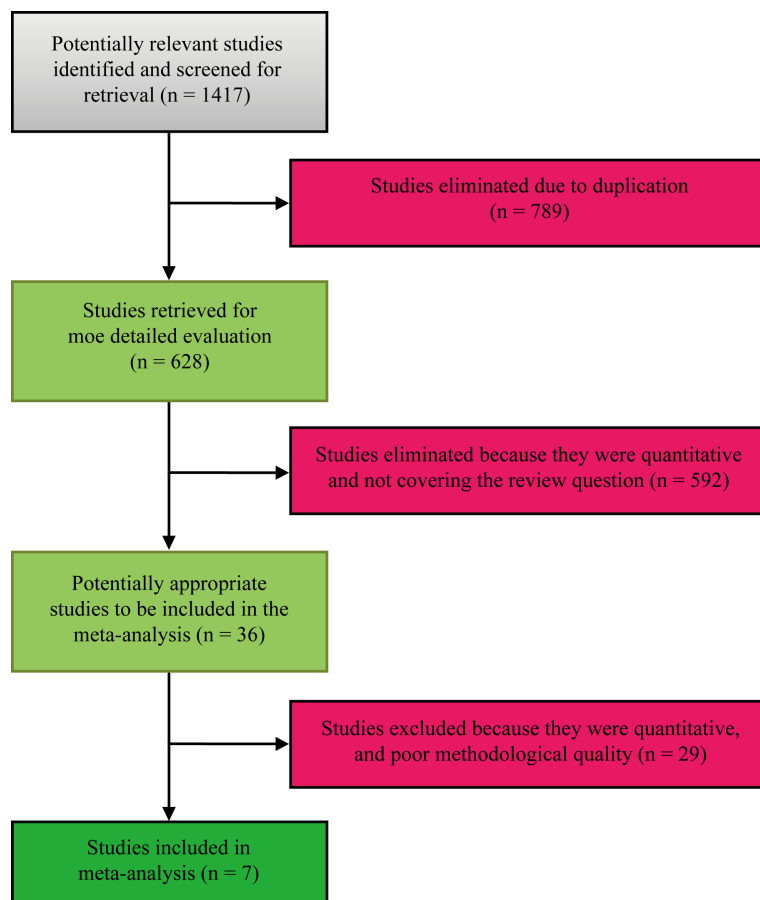 Potentially relevant studies
identified and screened for
retrieval (n = 1417)
Studies eliminated due to duplication
(n = 789)
Studies retrieved for
moe detailed evaluation
(n = 628)
Studies eliminated because they were quantitative
and not covering the review question (n = 592)
Potentially appropriate
studies to be included in the
meta-analysis (n = 36)
Studies excluded because they were quantitative,
and poor methodological quality (n = 29)
Studies included in
meta-analysis (n = 7)